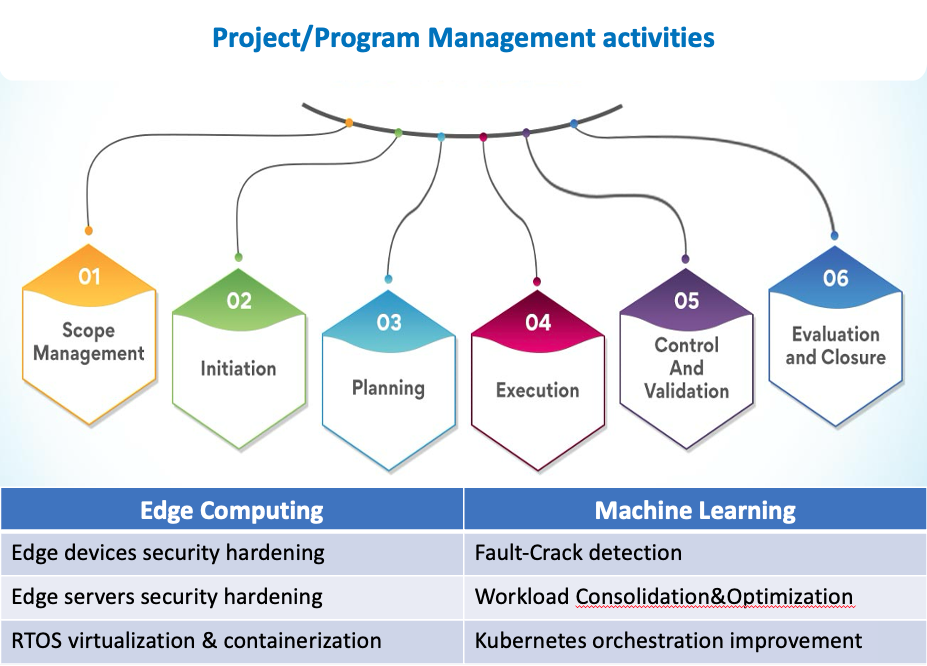 Project/Program Management activities
01
Scope
Management
02
Initiation
03
Planning
04
Execution
05
Control
And
Validation
06
Evaluation
and Closure
Edge Computing
Machine Learning
Edge devices security hardening
Fault-Crack detection
Edge servers security hardening
Workload Consolidation&Optimization
RTOS virtualization & containerization
Kubernetes orchestration improvement